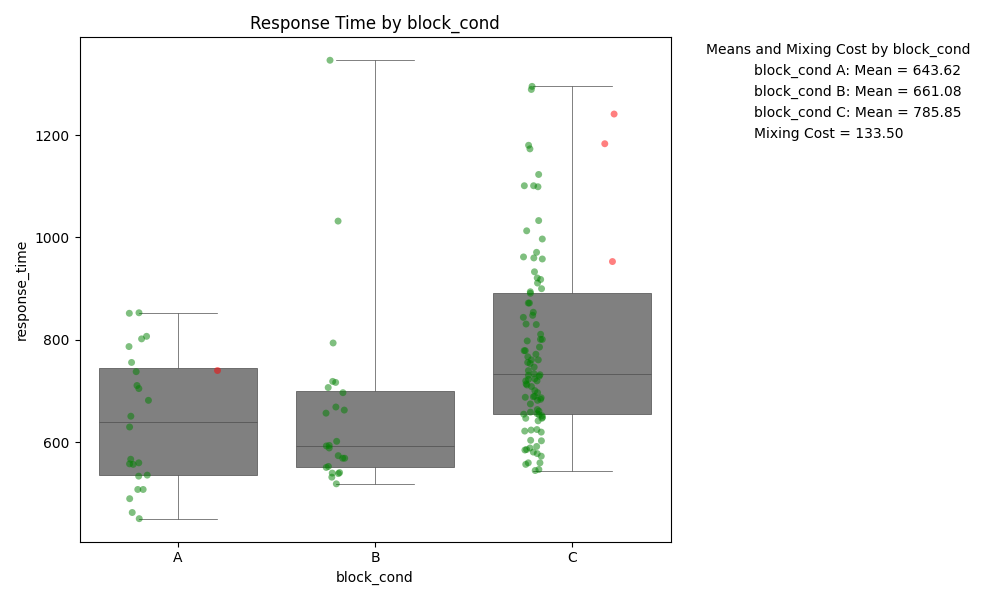 Response Time by block_cond
Means and Mixing Cost by block_cond
block_cond A: Mean = 643.62
block_cond B: Mean = 661.08
block_cond C: Mean = 785.85
Mixing Cost = 133.50
response_time
1200
1000
800
600
A
B
C
block_cond